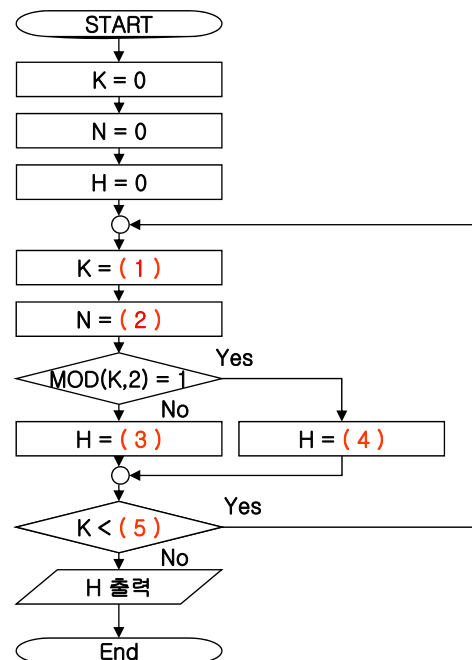 START
K = 0
N = 0
H = 0
K = ( 1 )
N = ( 2 )
Yes
MOD(K,2) = 1
No
H = ( 3 )
H = ( 4 )
Yes
K < ( 5 )
No
H 출력
End